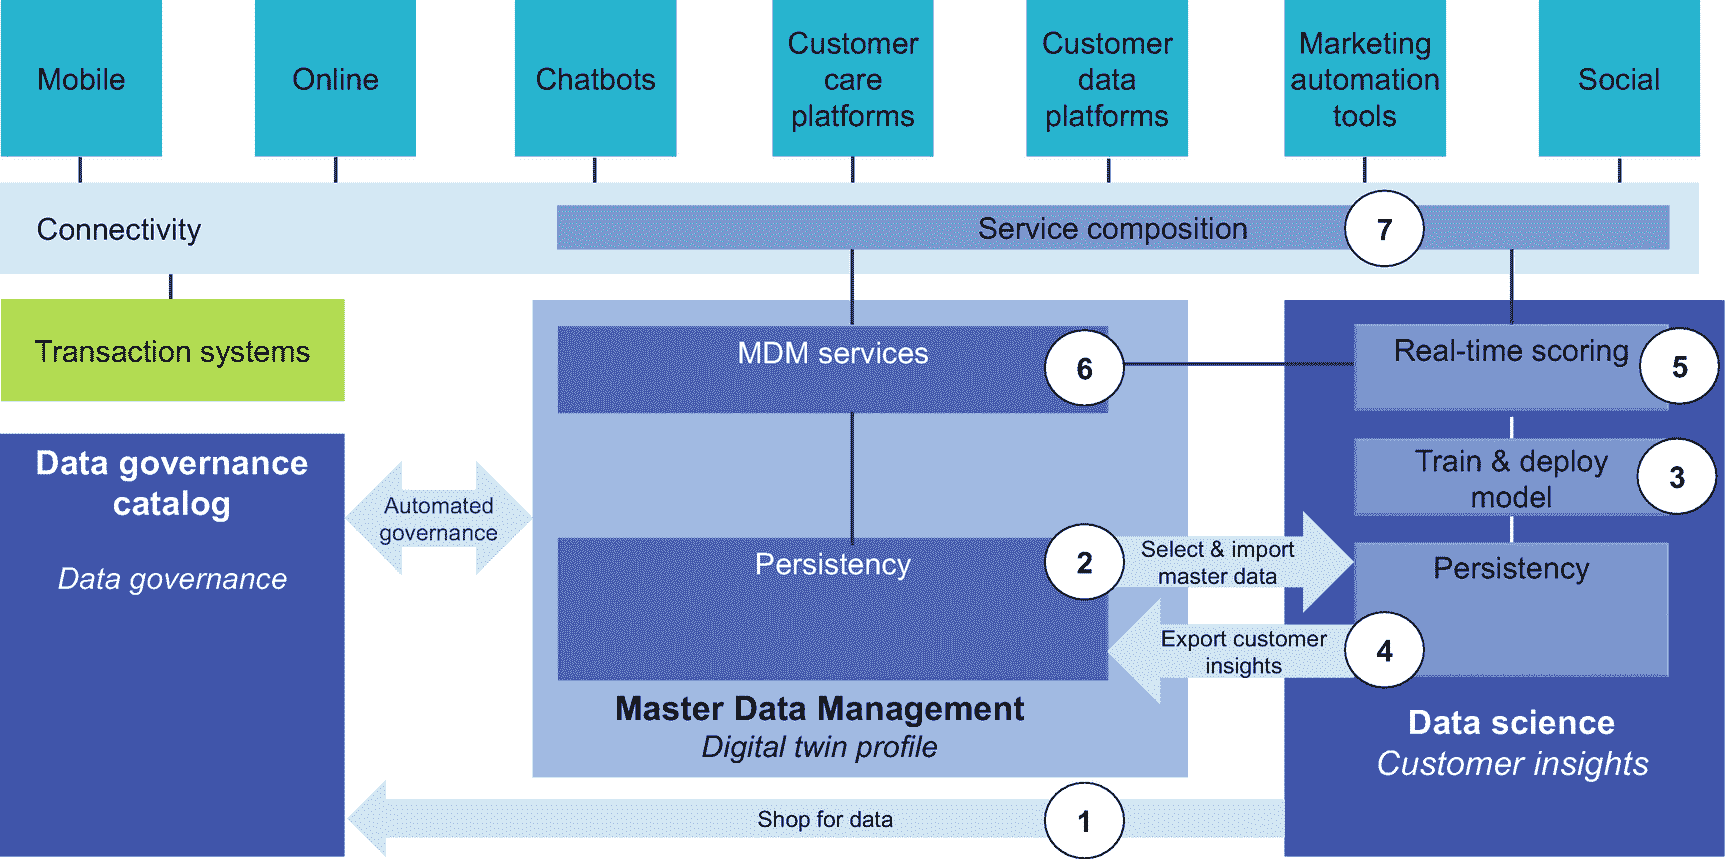 Mobile
Online
Chatbots
Customer
care
platforms
Customer
data
platforms
Marketing
automation
tools
Social
Connectivity
Service composition
7
Transaction systems
MDM services
6
Real-time scoring
5
Data governance
catalog
Data governance
Automated
governance
Train & deploy
model
3
Persistency
2
Select & import
master data
Persistency
Export customer
insights
4
Master Data Management
Digital twin profile
Data science
Customer insights
Shop for data
1